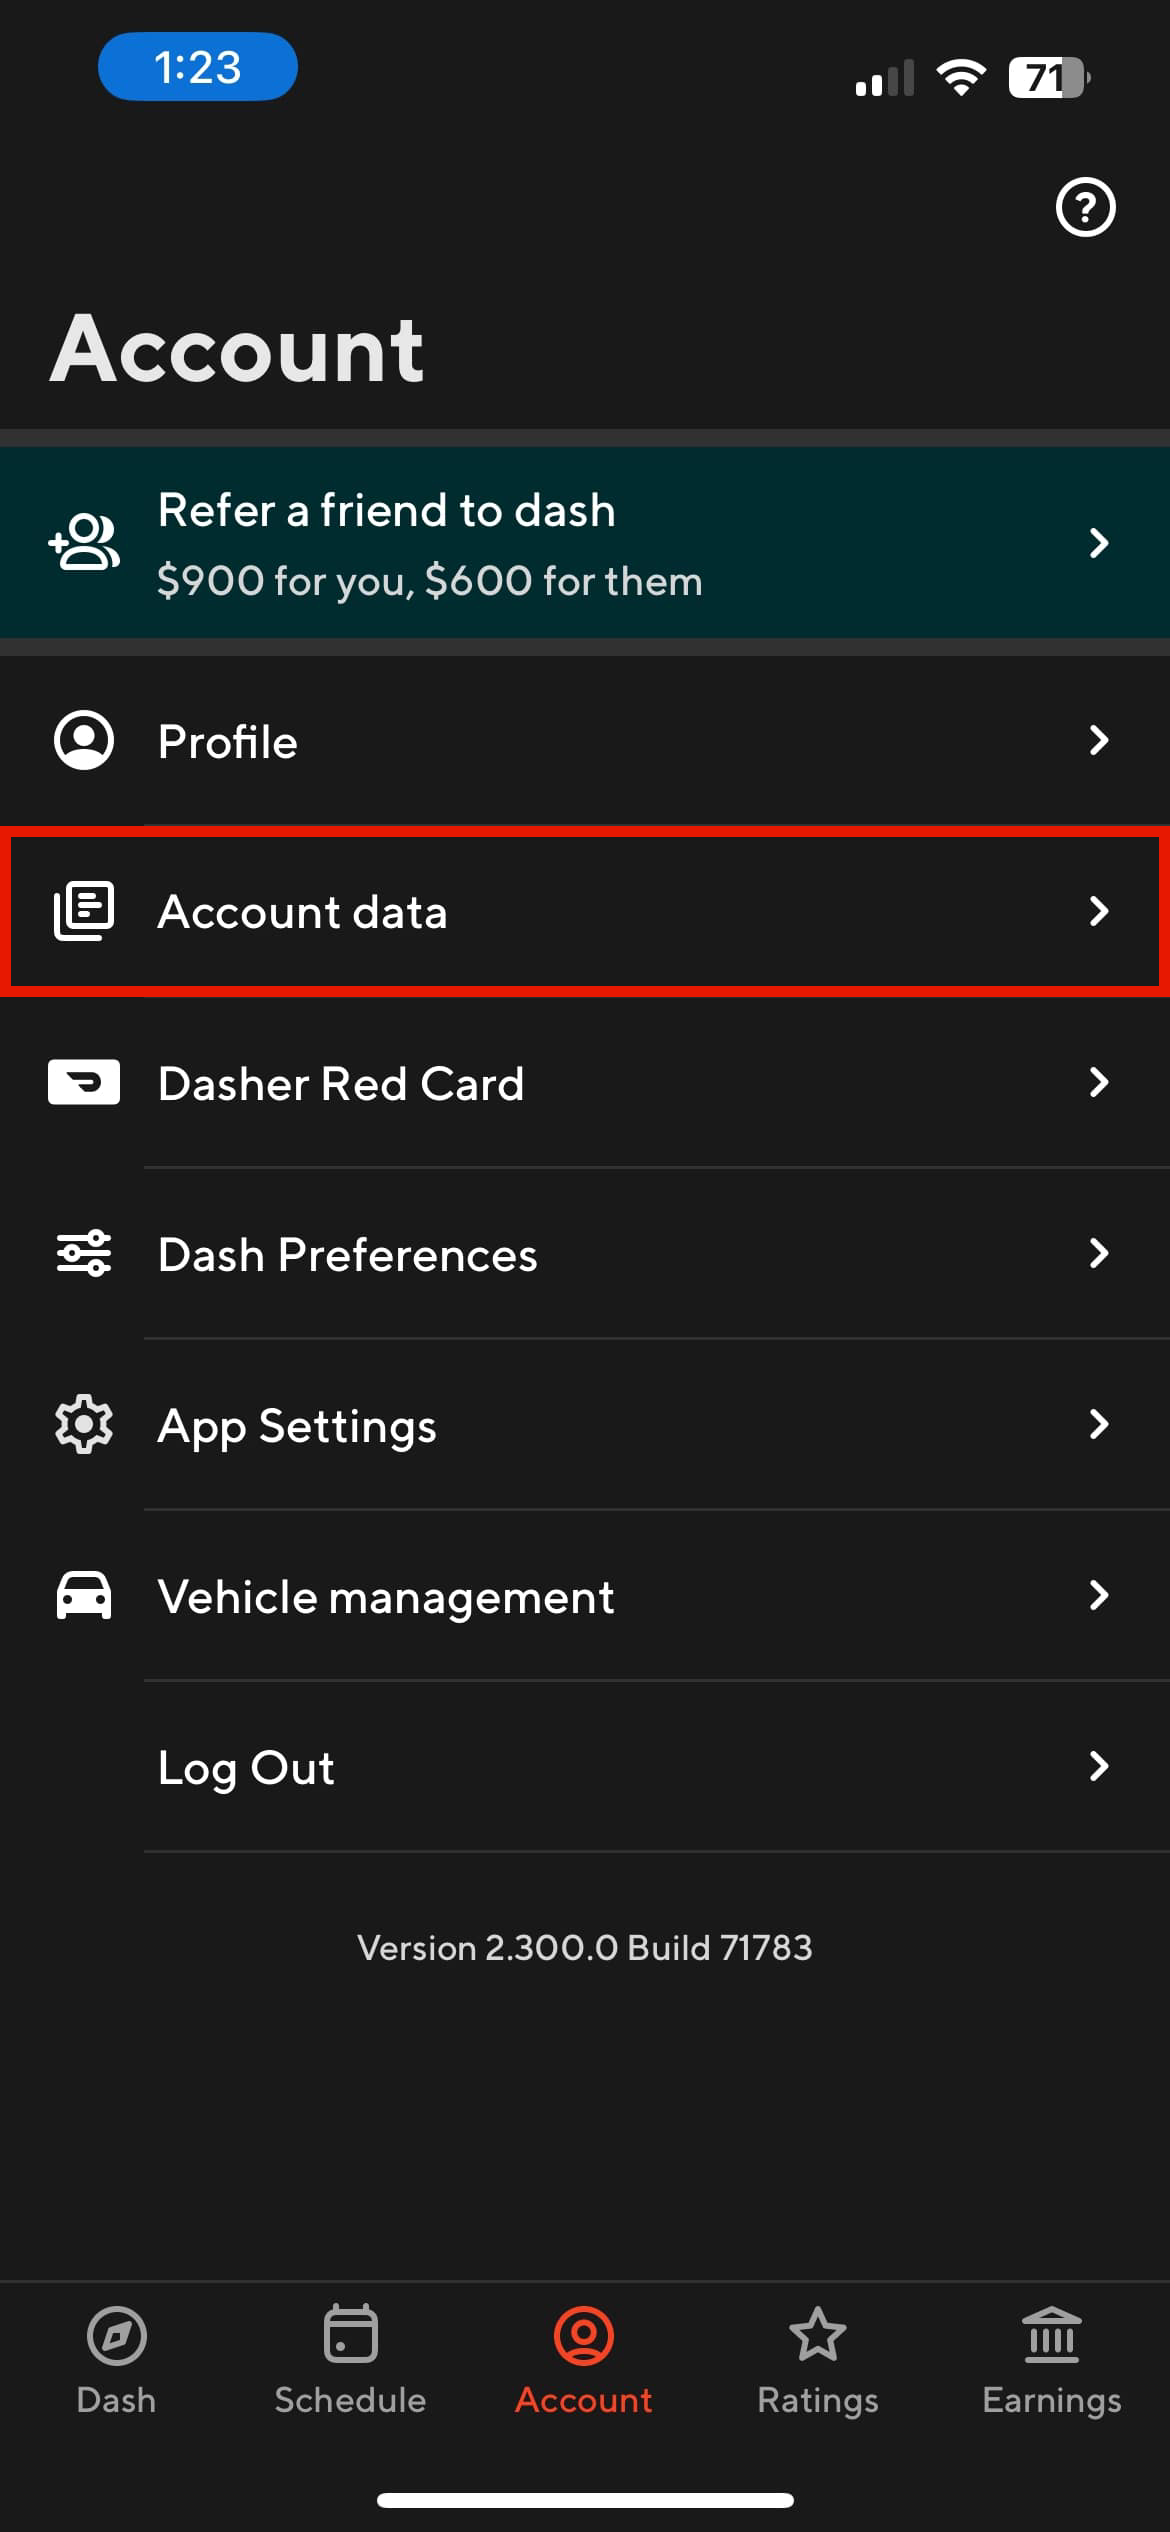 1:23
71
?
Account
Refer a friend to dash
$900 for you, $600 for them
Profile
Account data
Dasher Red Card
Dash Preferences
App Settings
Vehicle management
Log Out
Version 2.300.0 Build 71783
Dash Schedule Account Ratings Earnings